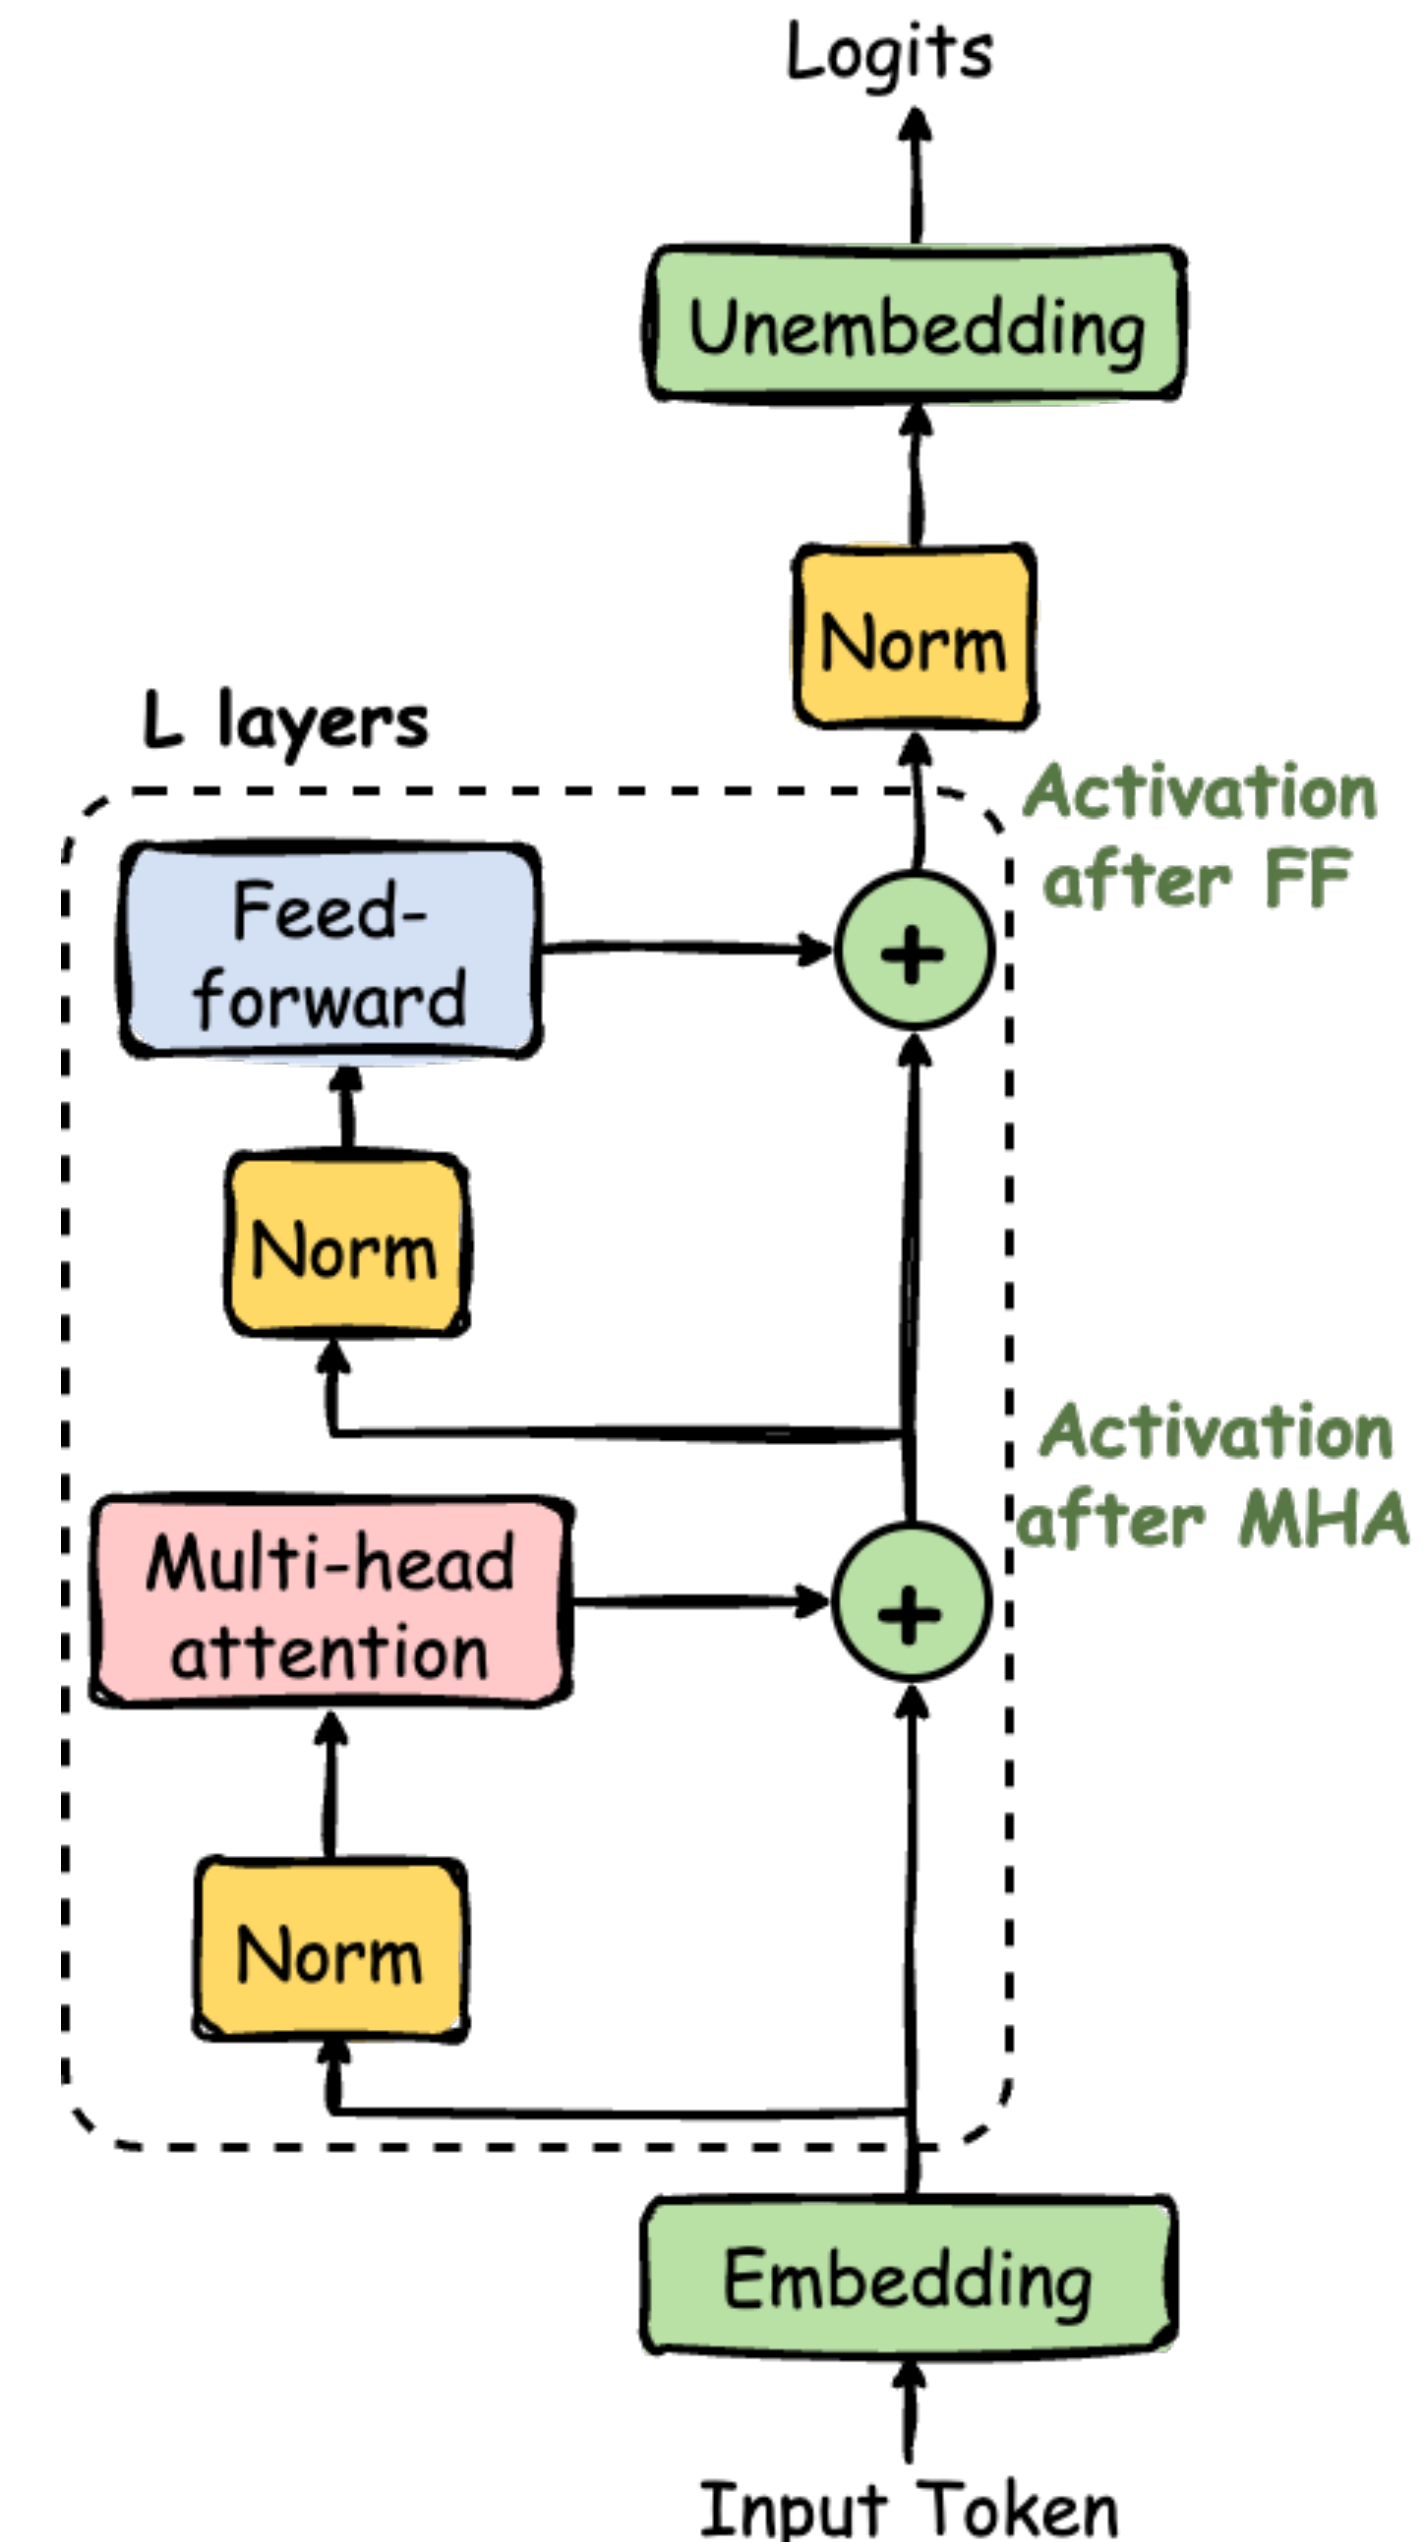 Logits
Unembedding
Norm
L layers
Activation
after FF
Feed-
forward
+
Norm
Activation
after MHA
Multi-head
attention
+
Norm
Embedding
Input Token